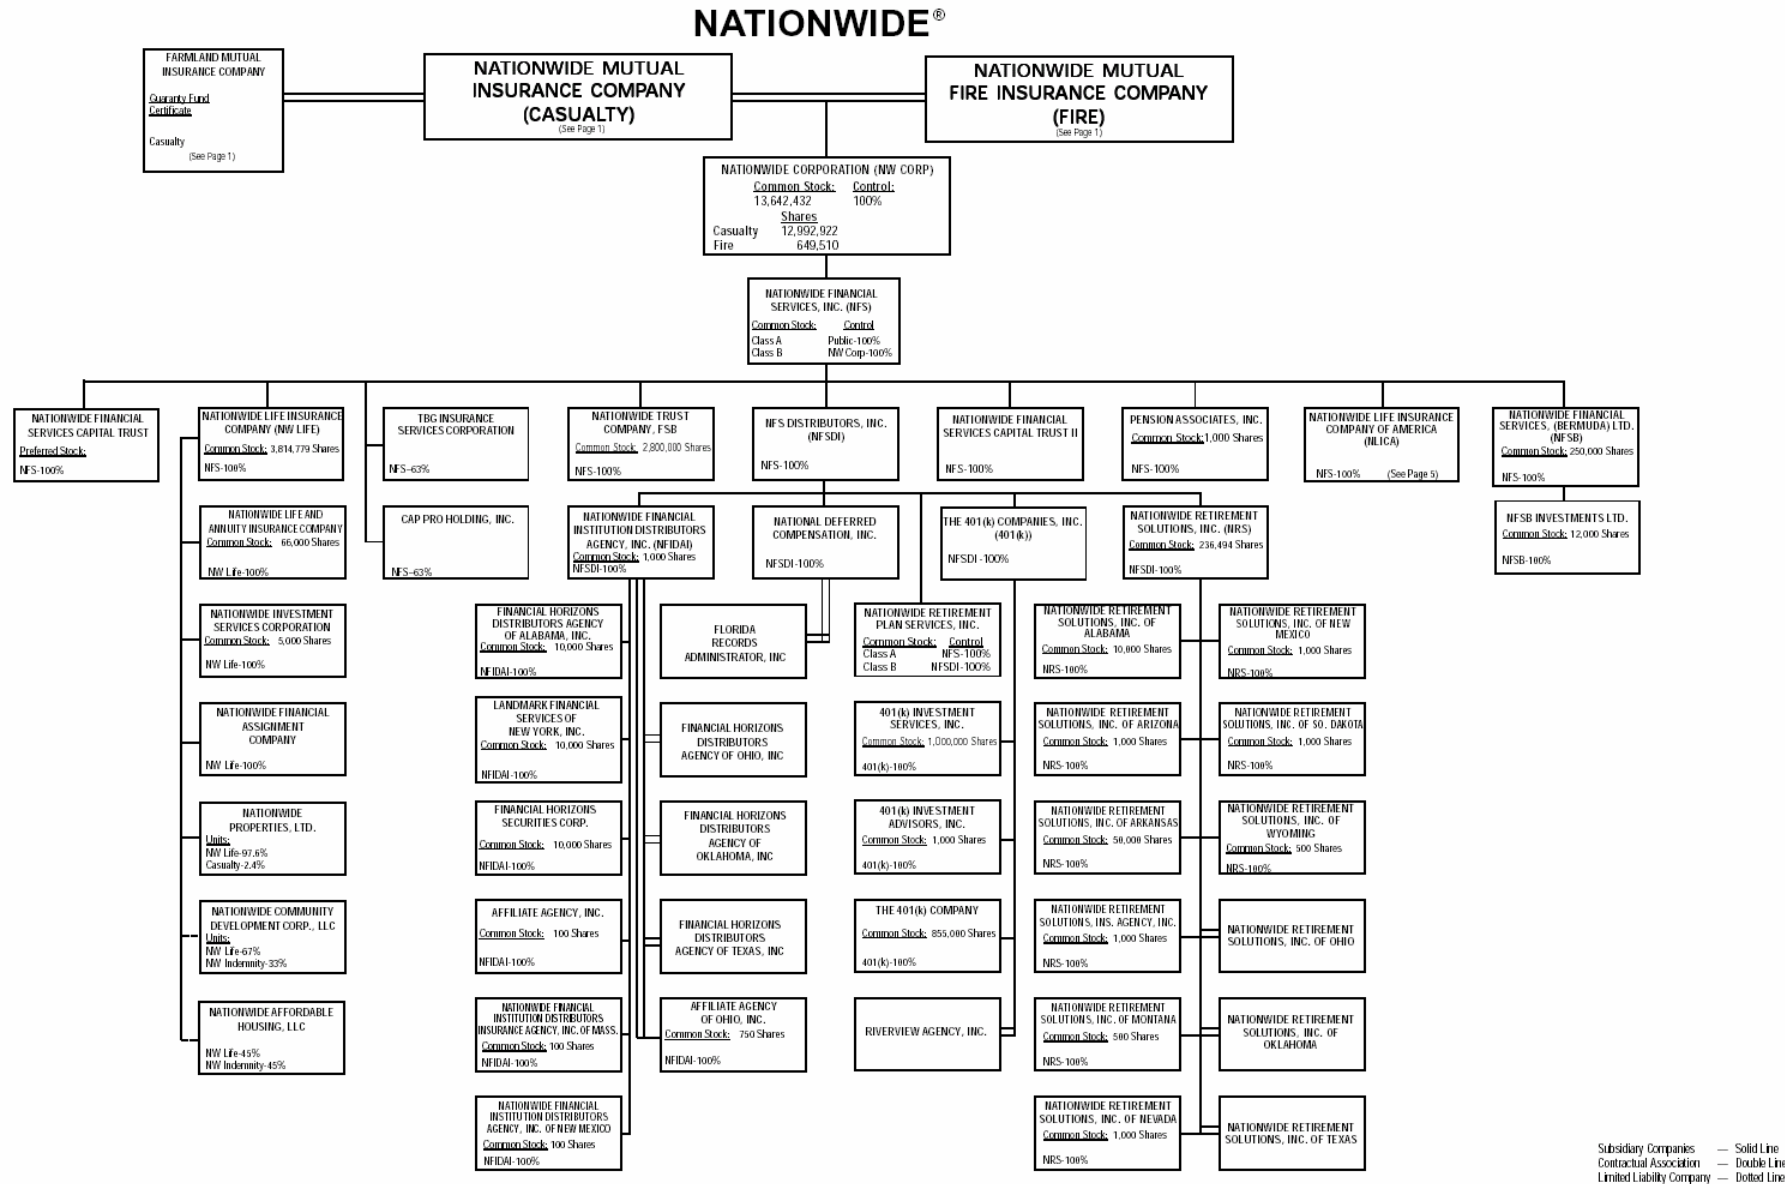 NATIONWIDE®
FARMLAND MUTUAL
INSURANCE COMPANY
Guaranty Fund
Certificate
Casualty
(See Page 1)
NATIONWIDE MUTUAL
INSURANCE COMPANY
(CASUALTY)
(See Page 1)
NATIONWIDE MUTUAL
FIRE INSURANCE COMPANY
(FIRE)
(See Page 1)
NATIONWIDE CORPORATION (NW CORP)
Common Stock: Control:
13,642,432 100%
Shares
Casualty 12,992,922
Fire 649,510
NATIONWIDE FINANCIAL
SERVICES, INC. (NFS)
Common Stock: Control
Class A Public-100%
Class B NW Corp-100%
NATIONWIDE FINANCIAL
SERVICES CAPITAL TRUST
Preferred Stock:
NFS-100%
NATIONWIDE LIFE INSURANCE
COMPANY (NW LIFE)
Common Stock: 3,814,779 Shares
NFS-100%
TBG INSURANCE
SERVICES CORPORATION
NFS-63%
NATIONWIDE TRUST
COMPANY, FSB
Common Stock: 2,800,000 Shares
NFS-100%
NFS DISTRIBUTORS, INC.
(NFSDI)
NFS-100%
NATIONWIDE FINANCIAL
SERVICES CAPITAL TRUST II
NFS-100%
PENSION ASSOCIATES, INC.
Common Stock: 1,000 Shares
NFS-100%
NATIONWIDE LIFE INSURANCE
COMPANY OF AMERICA
(NLICA)
NFS-100% (See Page 5)
NATIONWIDE FINANCIAL
SERVICES, (BERMUDA) LTD.
(NFSB)
Common Stock: 250,000 Shares
NFS-100%
NATIONWIDE LIFE AND
ANNUITY INSURANCE COMPANY
Common Stock: 66,000 Shares
NW Life-100%
CAP PRO HOLDING, INC.
NFS-63%
NATIONWIDE FINANCIAL
INSTITUTION DISTRIBUTORS
AGENCY, INC. (NFIDAI)
Common Stock: 1,000 Shares
NFSDI-100%
NATIONAL DEFERRED
COMPENSATION, INC.
NFSDI-100%
THE 401(k) COMPANIES, INC.
(401(k))
NFSDI -100%
NATIONWIDE RETIREMENT
SOLUTIONS, INC. (NRS)
Common Stock: 236,494 Shares
NFSDI-100%
NFSB INVESTMENTS LTD.
Common Stock: 12,000 Shares
NFSB-100%
NATIONWIDE INVESTMENT
SERVICES CORPORATION
Common Stock: 5,000 Shares
NW Life-100%
FINANCIAL HORIZONS
DISTRIBUTORS AGENCY
OF ALABAMA, INC.
Common Stock: 10,000 Shares
NFIDAI-100%
FLORIDA
RECORDS
ADMINISTRATOR, INC
NATIONWIDE RETIREMENT
PLAN SERVICES, INC.
Common Stock: Control
Class A NFS-100%
Class B NFSDI-100%
NATIONWIDE RETIREMENT
SOLUTIONS, INC. OF
ALABAMA
Common Stock: 10,000 Shares
NRS-100%
NATIONWIDE RETIREMENT
SOLUTIONS, INC. OF NEW
MEXICO
Common Stock: 1,000 Shares
NRS-100%
NATIONWIDE FINANCIAL
ASSIGNMENT
COMPANY
NW Life-100%
LANDMARK FINANCIAL
SERVICES OF
NEW YORK, INC.
Common Stock: 10,000 Shares
NFIDAI-100%
FINANCIAL HORIZONS
DISTRIBUTORS
AGENCY OF OHIO, INC
401(k) INVESTMENT
SERVICES, INC.
Common Stock: 1,000,000 Shares
401(k)-100%
NATIONWIDE RETIREMENT
SOLUTIONS, INC. OF ARIZONA
Common Stock: 1,000 Shares
NRS-100%
NATIONWIDE RETIREMENT
SOLUTIONS, INC. OF SO. DAKOTA
Common Stock: 1,000 Shares
NRS-100%
NATIONWIDE
PROPERTIES, LTD.
Units:
NW Life-97.6%
Casualty-2.4%
FINANCIAL HORIZONS
SECURITIES CORP.
Common Stock: 10,000 Shares
NFIDAI-100%
FINANCIAL HORIZONS
DISTRIBUTORS
AGENCY OF
OKLAHOMA, INC
401(k) INVESTMENT
ADVISORS, INC.
Common Stock: 1,000 Shares
401(k)-100%
NATIONWIDE RETIREMENT
SOLUTIONS, INC. OF ARKANSAS
Common Stock: 50,000 Shares
NRS-100%
NATIONWIDE RETIREMENT
SOLUTIONS, INC. OF
WYOMING
Common Stock: 500 Shares
NRS-100%
NATIONWIDE COMMUNITY
DEVELOPMENT CORP., LLC
Units:
NW Life-67%
NW Indemnity-33%
AFFILIATE AGENCY, INC.
Common Stock: 100 Shares
NFIDAI-100%
FINANCIAL HORIZONS
DISTRIBUTORS
AGENCY OF TEXAS, INC
THE 401(k) COMPANY
Common Stock: 855,000 Shares
401(k)-100%
NATIONWIDE RETIREMENT
SOLUTIONS, INS. AGENCY, INC.
Common Stock: 1,000 Shares
NRS-100%
NATIONWIDE RETIREMENT
SOLUTIONS, INC. OF OHIO
NATIONWIDE AFFORDABLE
HOUSING, LLC
NW Life-45%
NW Indemnity-45%
NATIONWIDE FINANCIAL
INSTITUTION DISTRIBUTORS
INSURANCE AGENCY, INC. OF MASS.
Common Stock: 100 Shares
NFIDAI-100%
AFFILIATE AGENCY
OF OHIO, INC.
Common Stock: 750 Shares
NFIDAI-100%
RIVERVIEW AGENCY, INC.
NATIONWIDE RETIREMENT
SOLUTIONS, INC. OF MONTANA
Common Stock: 500 Shares
NRS-100%
NATIONWIDE RETIREMENT
SOLUTIONS, INC. OF
OKLAHOMA
NATIONWIDE FINANCIAL
INSTITUTION DISTRIBUTORS
AGENCY, INC. OF NEW MEXICO
Common Stock: 100 Shares
NFIDAI-100%
NATIONWIDE RETIREMENT
SOLUTIONS, INC. OF NEVADA
Common Stock: 1,000 Shares
NRS-100%
NATIONWIDE RETIREMENT
SOLUTIONS, INC. OF TEXAS
Subsidiary Companies — Solid Line
Contractual Association — Double Line
Limited Liability Company — Dotted Line